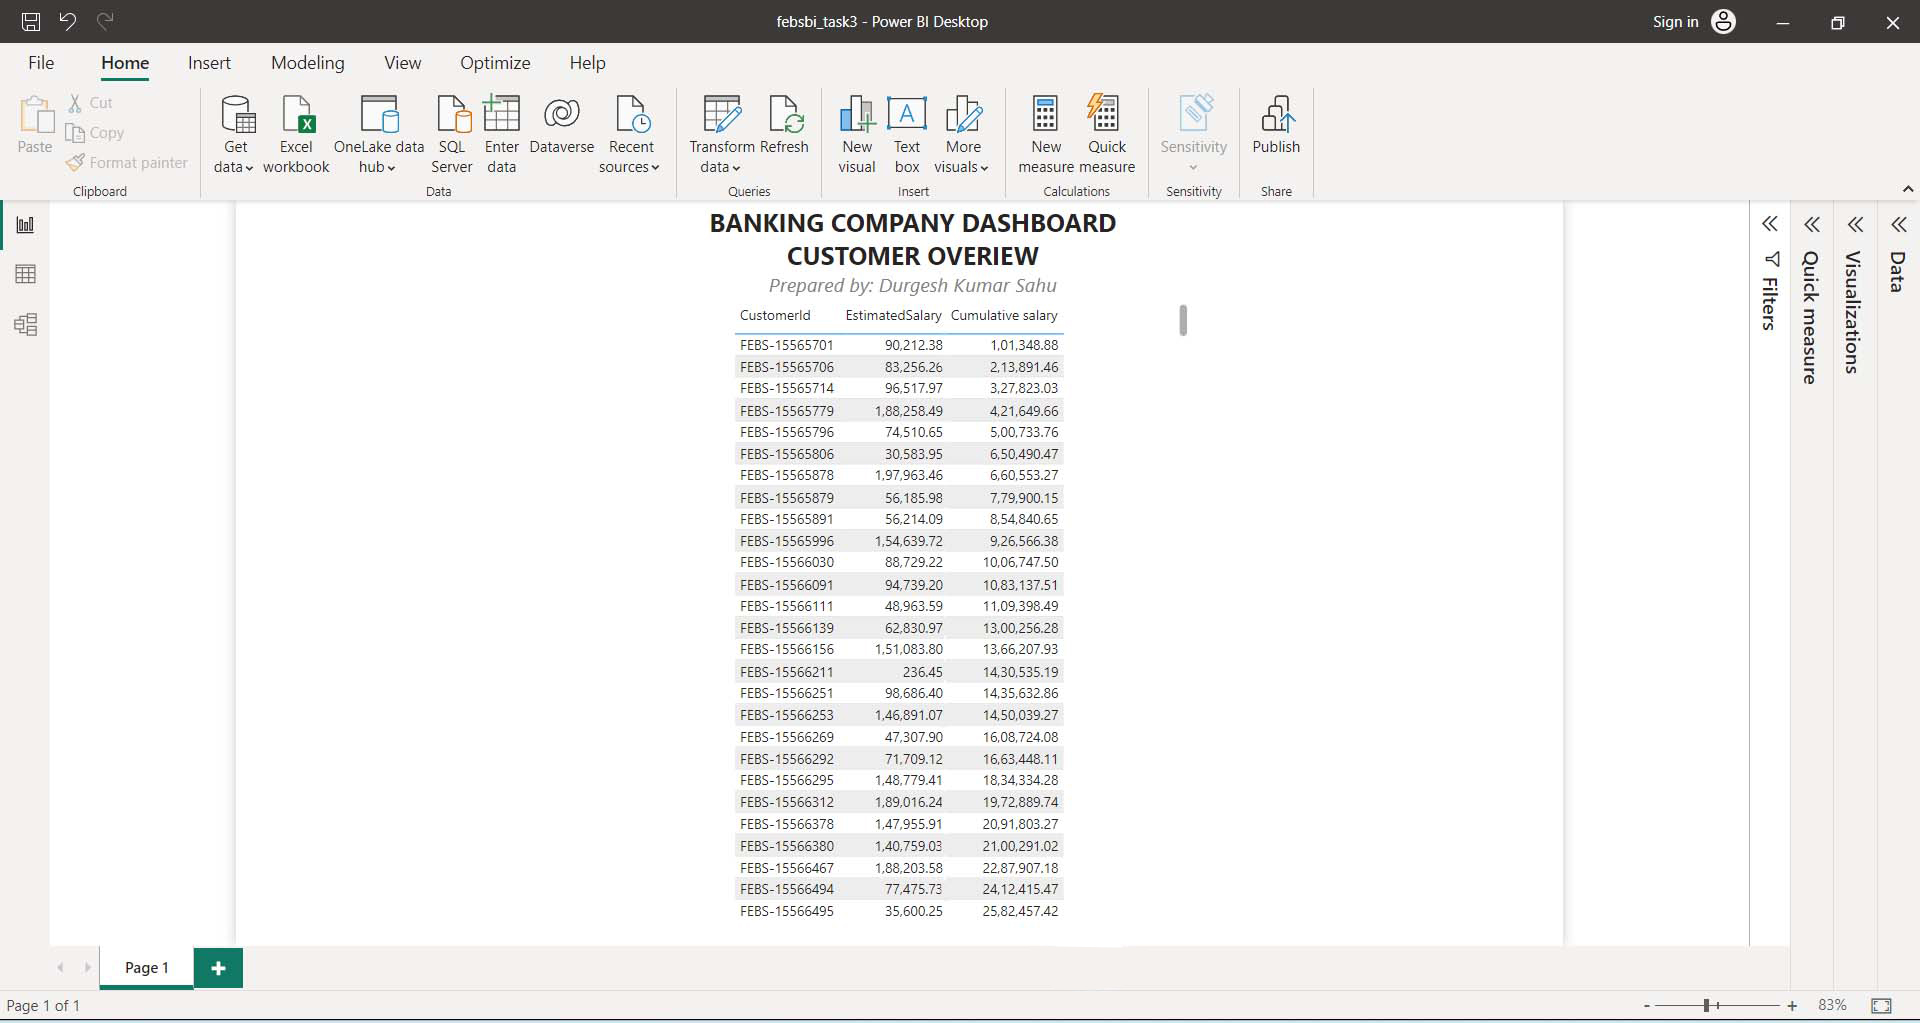 febsbi_task3 - Power BI Desktop
Sign in
File Home Insert Modeling View Optimize Help
Paste
Cut
Copy
Format painter
Clipboard
Get data
Excel workbook
OneLake data hub
SQL Server
Enter data
Dataverse
Recent sources
Data
Transform data
Refresh
Queries
New visual
A
Text box
More visuals
Insert
New measure
Quick measure
Calculations
Sensitivity
Sensitivity
Publish
Share
BANKING COMPANY DASHBOARD
CUSTOMER OVERIEW
Prepared by: Durgesh Kumar Sahu
CustomerId EstimatedSalary Cumulative salary
FEBS-15565701 90,212.38 1,01,348.88
FEBS-15565706 83,256.26 2,13,891.46
FEBS-15565714 96,517.97 3,27,823.03
FEBS-15565779 1,88,258.49 4,21,649.66
FEBS-15565796 74,510.65 5,00,733.76
FEBS-15565806 30,583.95 6,50,490.47
FEBS-15565878 1,97,963.46 6,60,553.27
FEBS-15565879 56,185.98 7,79,900.15
FEBS-15565891 56,214.09 8,54,840.65
FEBS-15565996 1,54,639.72 9,26,566.38
FEBS-15566030 88,729.22 10,06,747.50
FEBS-15566091 94,739.20 10,83,137.51
FEBS-15566111 48,963.59 11,09,398.49
FEBS-15566139 62,830.97 13,00,256.28
FEBS-15566156 1,51,083.80 13,66,207.93
FEBS-15566211 236.45 14,30,535.19
FEBS-15566251 98,686.40 14,35,632.86
FEBS-15566253 1,46,891.07 14,50,039.27
FEBS-15566269 47,307.90 16,08,724.08
FEBS-15566292 71,709.12 16,63,448.11
FEBS-15566295 1,48,779.41 18,34,334.28
FEBS-15566312 1,89,016.24 19,72,889.74
FEBS-15566378 1,47,955.91 20,91,803.27
FEBS-15566380 1,40,759.03 21,00,291.02
FEBS-15566467 1,88,203.58 22,87,907.18
FEBS-15566494 77,475.73 24,12,415.47
FEBS-15566495 35,600.25 25,82,457.42
Filters
Quick measure
Visualizations
Data
Page 1
+
Page 1 of 1
- + 83%